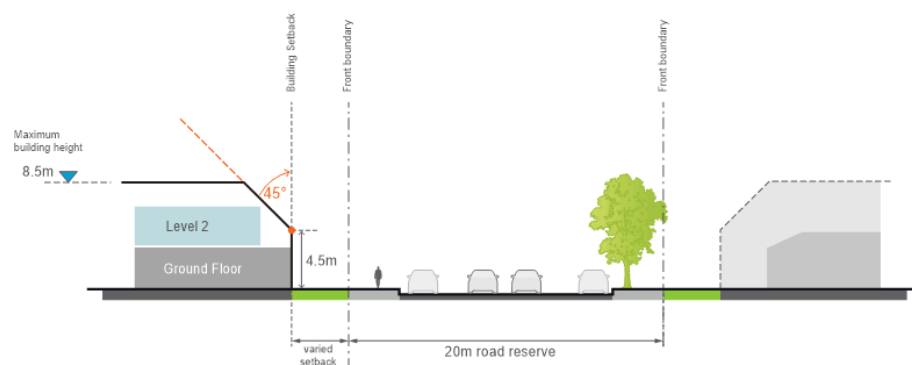 Building Setback
Front boundary
Front boundary
Maximum
building height
8.5m
45°
Level 2
4.5m
Ground Floor
varied
setback
20m road reserve